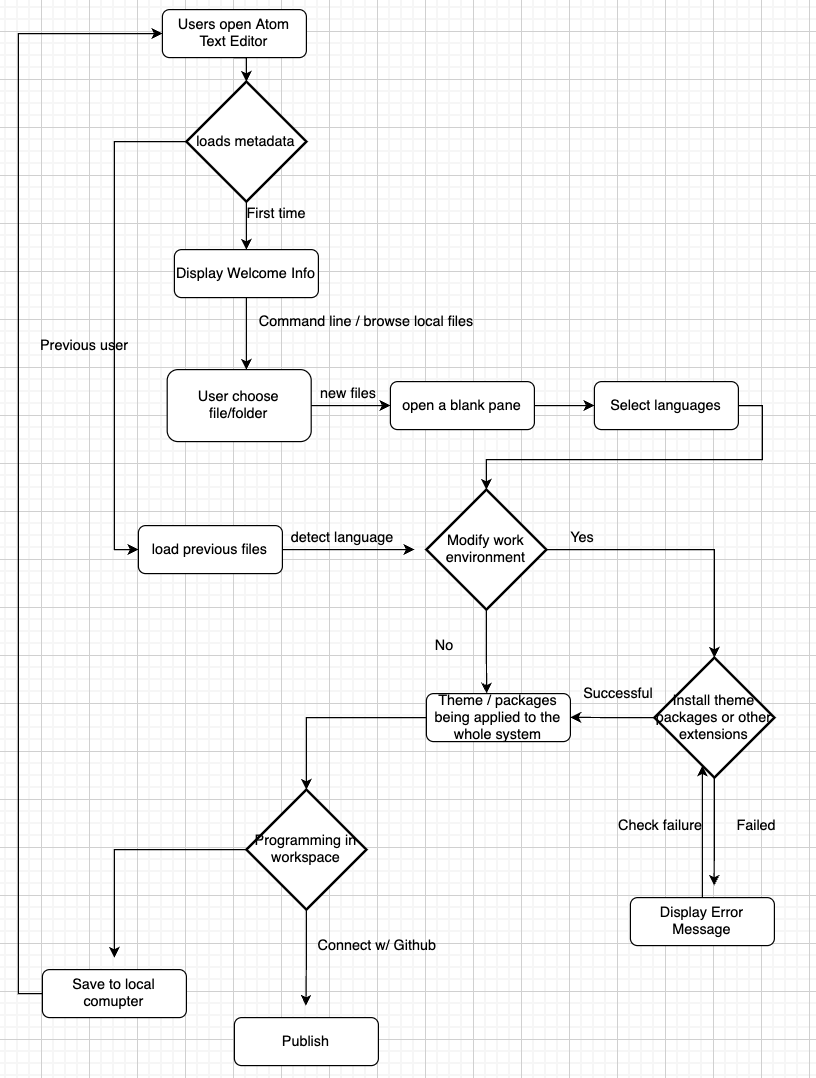 Users open Atom
Text Editor
loads metadata
First time
Display Welcome Info
Command line / browse local files
Previous user
User choose
file/folder
new files
open a blank pane
Select languages
load previous files
detect language
Modify work
environment
Yes
No
Theme / packages
being applied to the
whole system
Successful
Install theme
packages or other
extensions
Check failure
Failed
Programming in
workspace
Display Error
Message
Connect w/ Github
Save to local
comupter
Publish